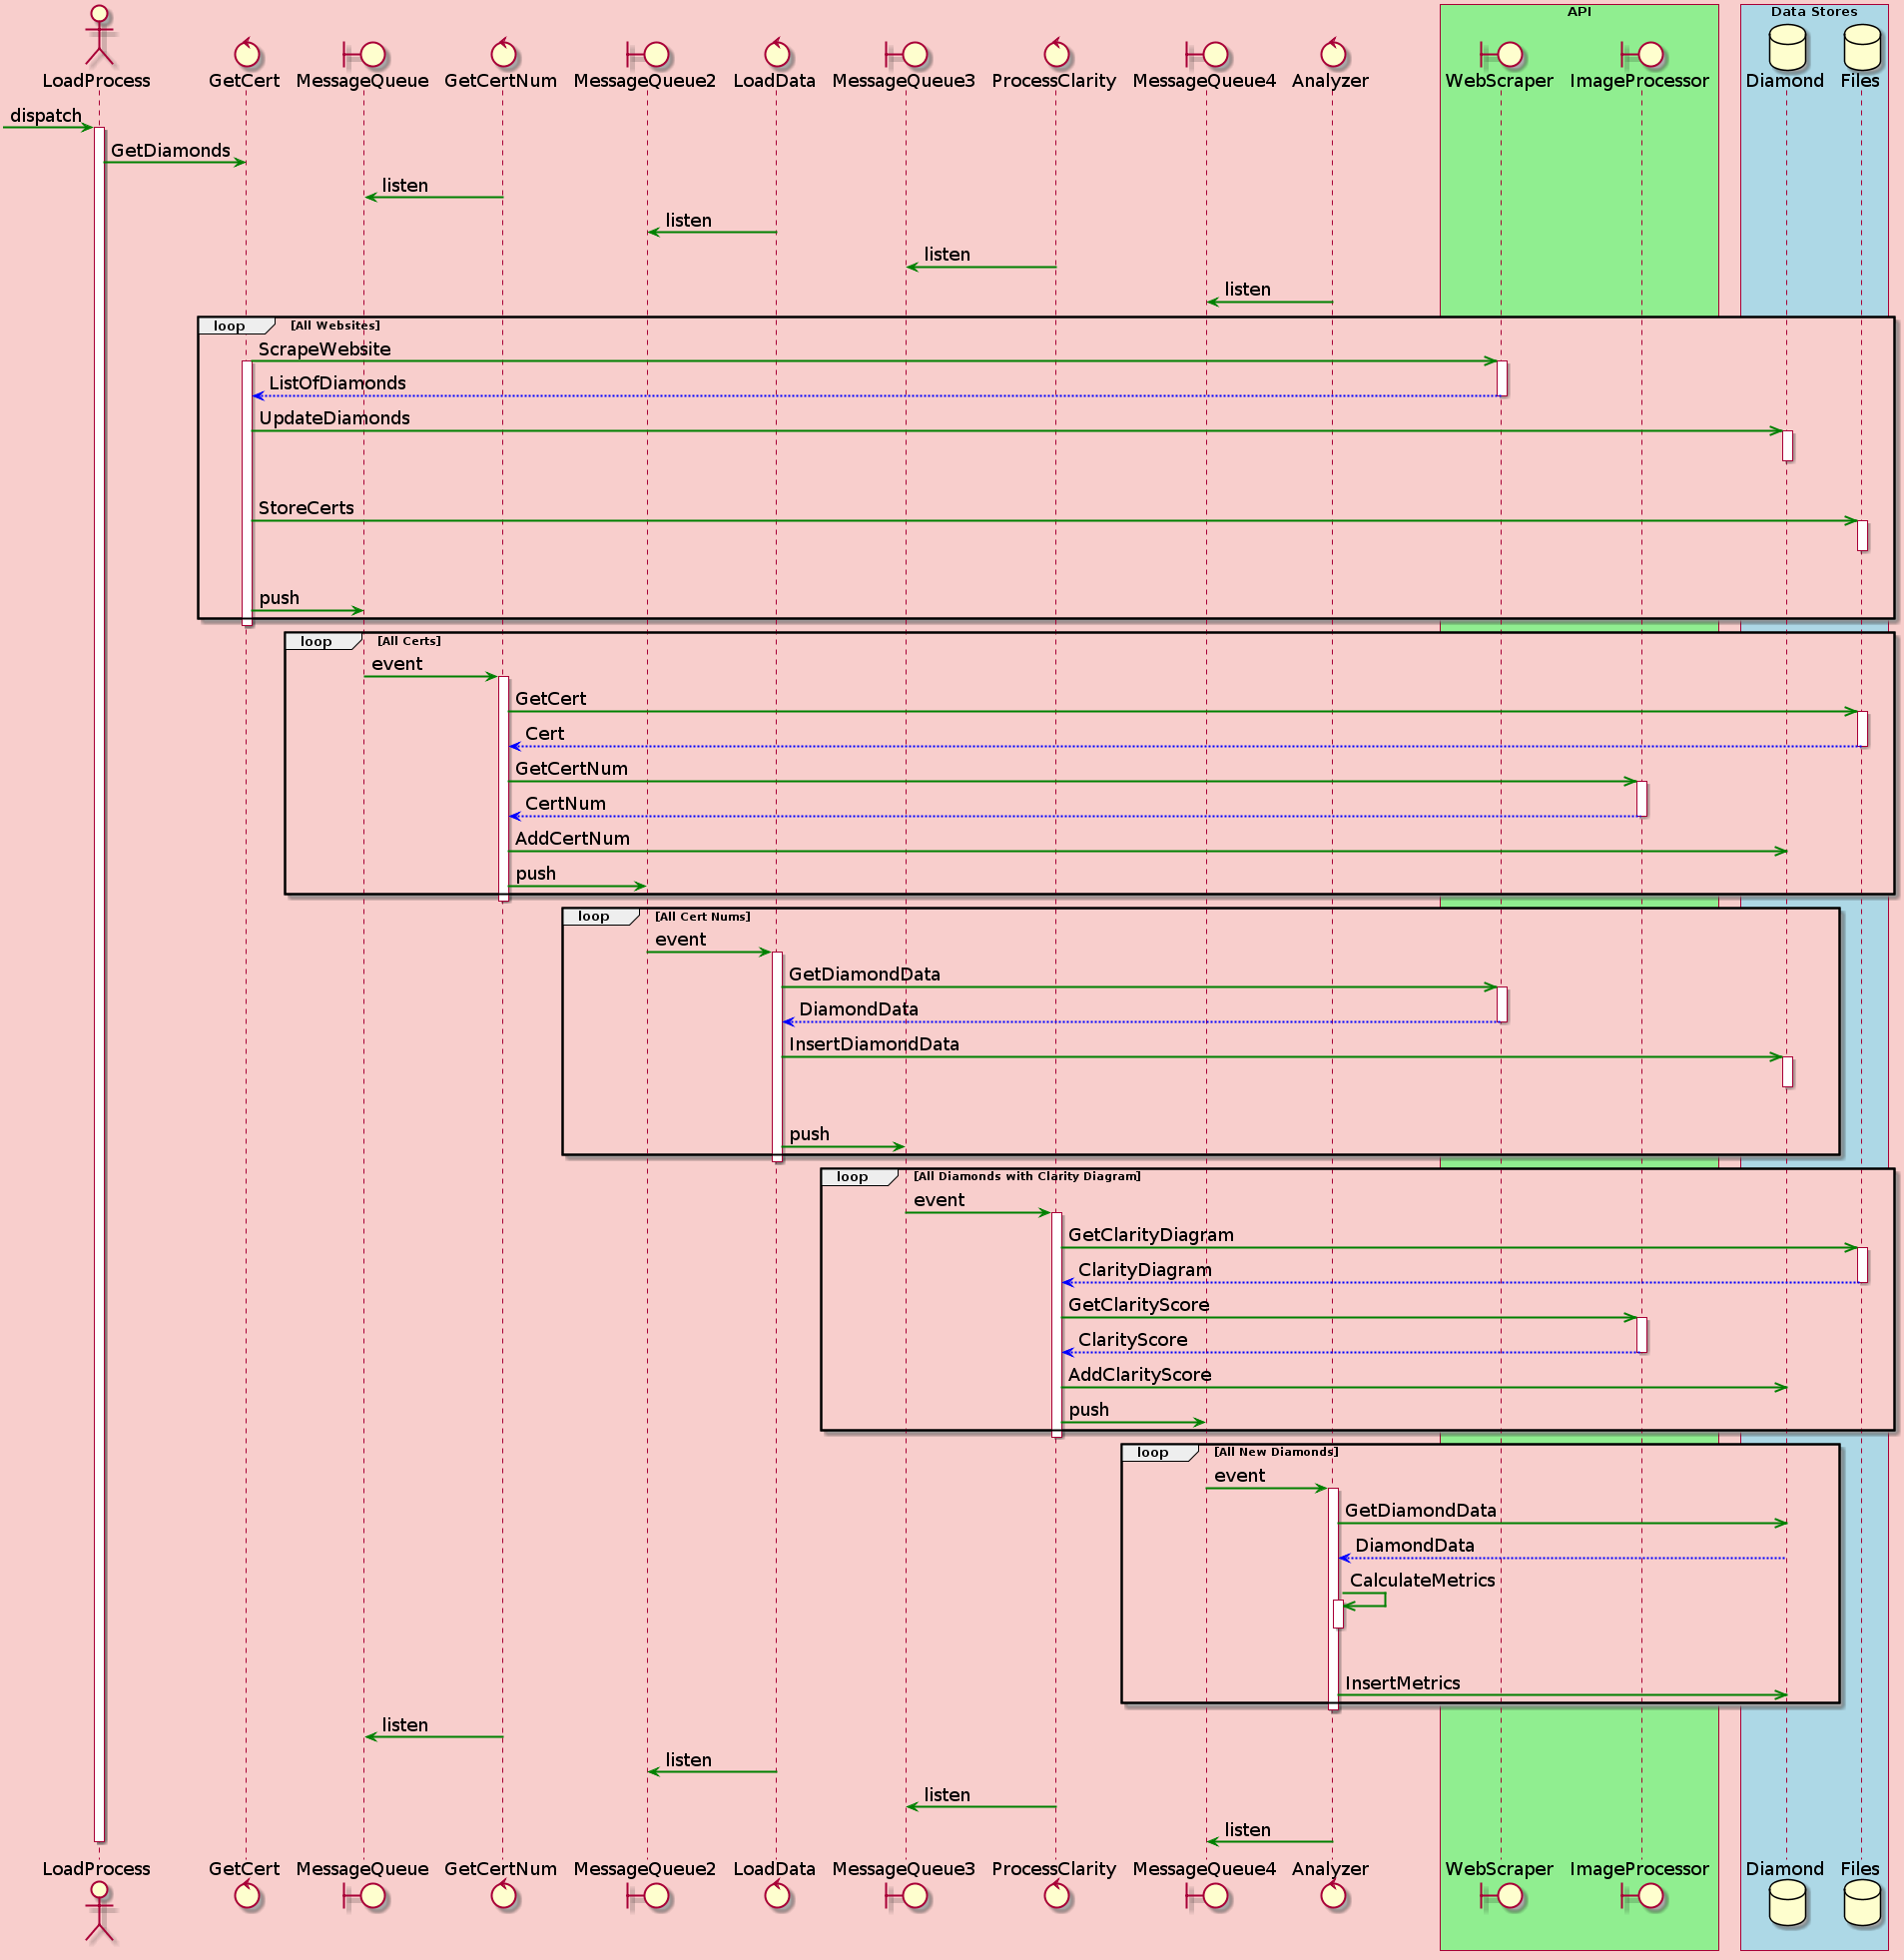 API
Data Stores
LoadProcess
GetCert
MessageQueue
GetCertNum
MessageQueue2
LoadData
MessageQueue3
ProcessClarity
MessageQueue4
Analyzer
WebScraper
ImageProcessor
Diamond
Files
dispatch
GetDiamonds
listen
listen
listen
listen
loop [All Websites]
ScrapeWebsite
ListOfDiamonds
UpdateDiamonds
StoreCerts
push
loop [All Certs]
event
GetCert
Cert
GetCertNum
CertNum
AddCertNum
push
loop [All Cert Nums]
event
GetDiamondData
DiamondData
InsertDiamondData
push
loop [All Diamonds with Clarity Diagram]
event
GetClarityDiagram
ClarityDiagram
GetClarityScore
ClarityScore
AddClarityScore
push
loop [All New Diamonds]
event
GetDiamondData
DiamondData
CalculateMetrics
InsertMetrics
listen
listen
listen
listen
LoadProcess
GetCert
MessageQueue
GetCertNum
MessageQueue2
LoadData
MessageQueue3
ProcessClarity
MessageQueue4
Analyzer
WebScraper
ImageProcessor
Diamond
Files